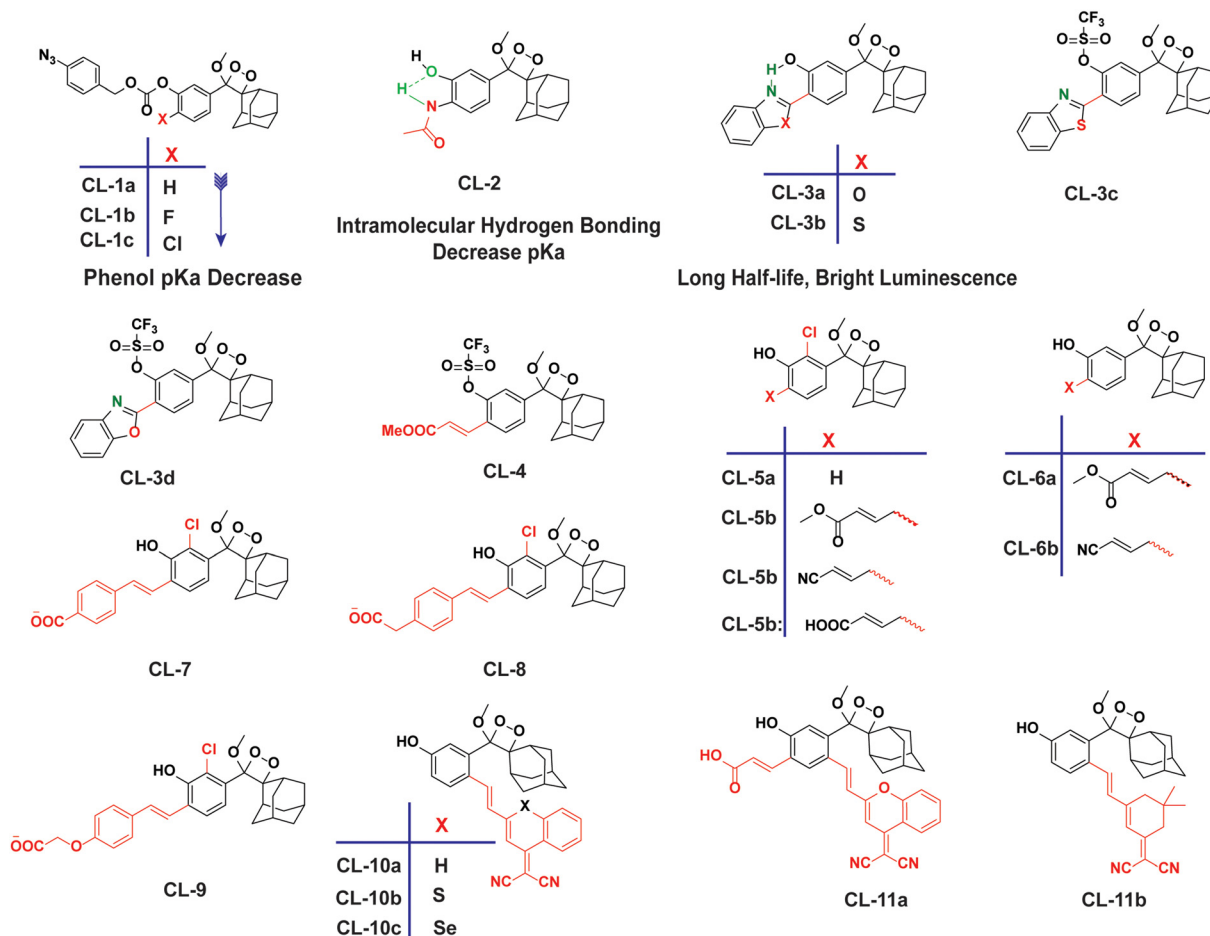 N₃
O
O
O
O
X
O
O
O
X
CL-1a H
CL-1b F
CL-1c Cl
Phenol pKa Decrease
H
O
H
N
O
O
O
O
CL-2
Intramolecular Hydrogen Bonding
Decrease pKa
H
O
N
X
O
O
O
X
CL-3a O
CL-3b S
Long Half-life, Bright Luminescence
CF₃
O=S=O
O
N
S
O
O
O
CL-3c
CF₃
O=S=O
O
N
O
O
O
O
CL-3d
CF₃
O=S=O
O
MeOOC
O
O
O
CL-4
Cl
HO
X
O
O
O
X
CL-5a H
CL-5b O
O
CL-5b NC
CL-5b: HOOC
HO
X
O
O
O
X
CL-6a O
O
CL-6b NC
Cl
HO
O
O
O
⁻OOC
CL-7
Cl
HO
O
O
O
⁻OOC
CL-8
Cl
HO
O
O
O
⁻OOC
O
CL-9
HO
O
O
O
X
NC CN
X
CL-10a H
CL-10b S
CL-10c Se
HO
HO
O
O
O
O
O
NC CN
CL-11a
HO
O
O
O
NC CN
CL-11b